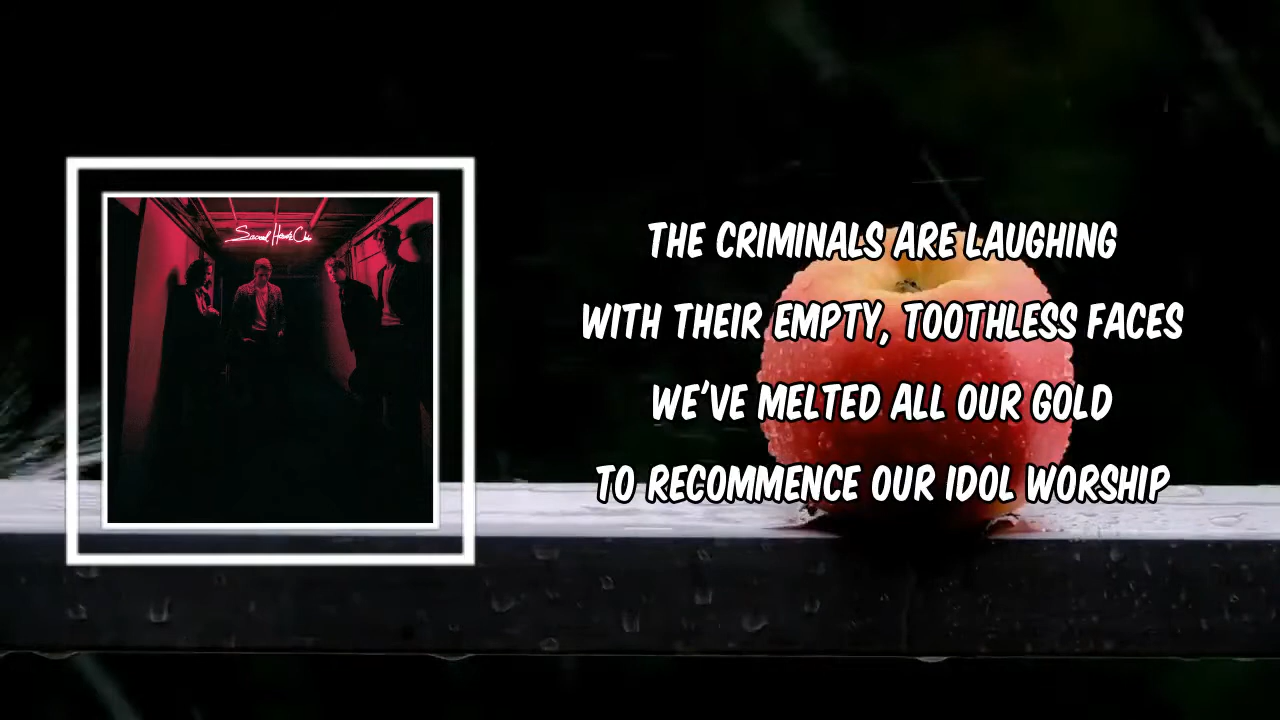 Sacred Hearts Club
THE CRIMINALS ARE LAUGHING
WITH THEIR EMPTY, TOOTHLESS FACES
WE'VE MELTED ALL OUR GOLD
TO RECOMMENCE OUR IDOL WORSHIP